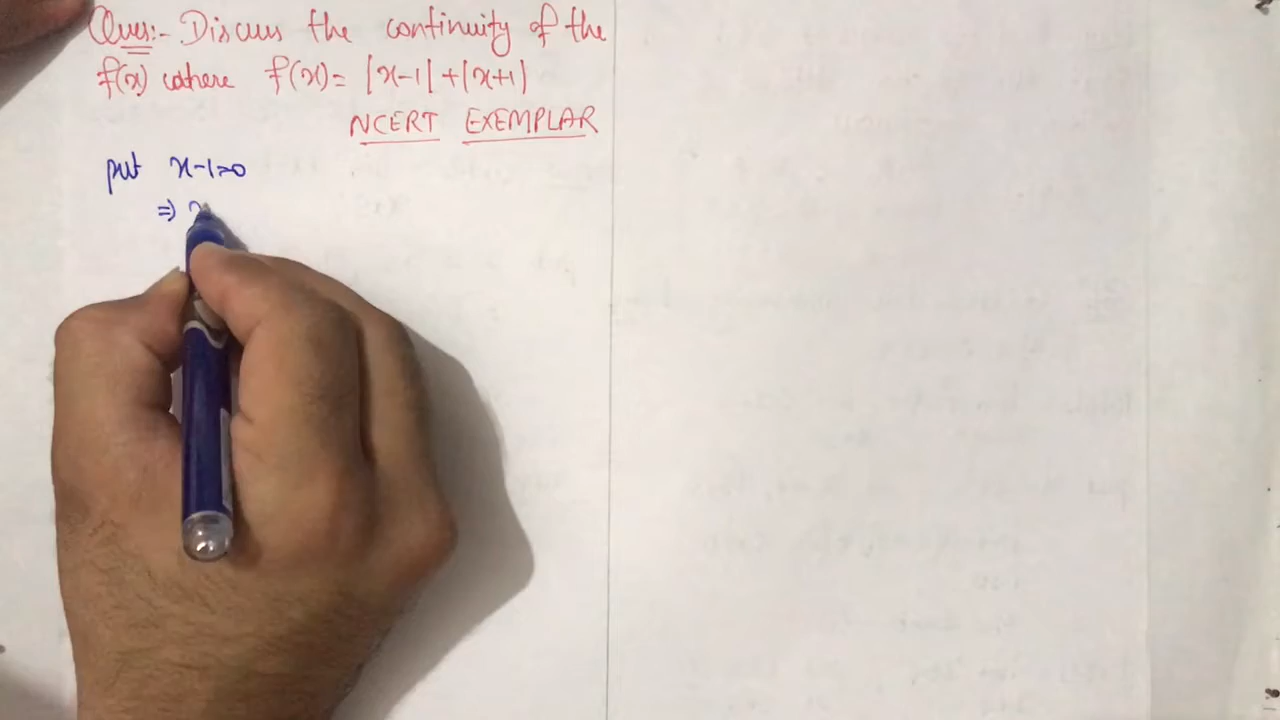 Ques:- Discuss the continuity of the
f(x) where f(x) = |x-1| + |x+1|
NCERT EXEMPLAR
put x-1=0
⇒ x